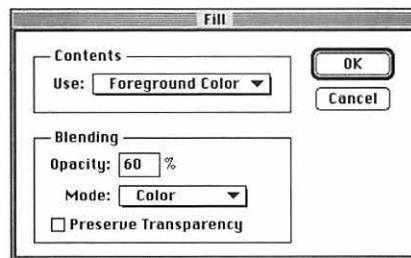 Fill
Contents
Use: Foreground Color
OK
Cancel
Blending
Opacity: 60 %
Mode: Color
Preserve Transparency